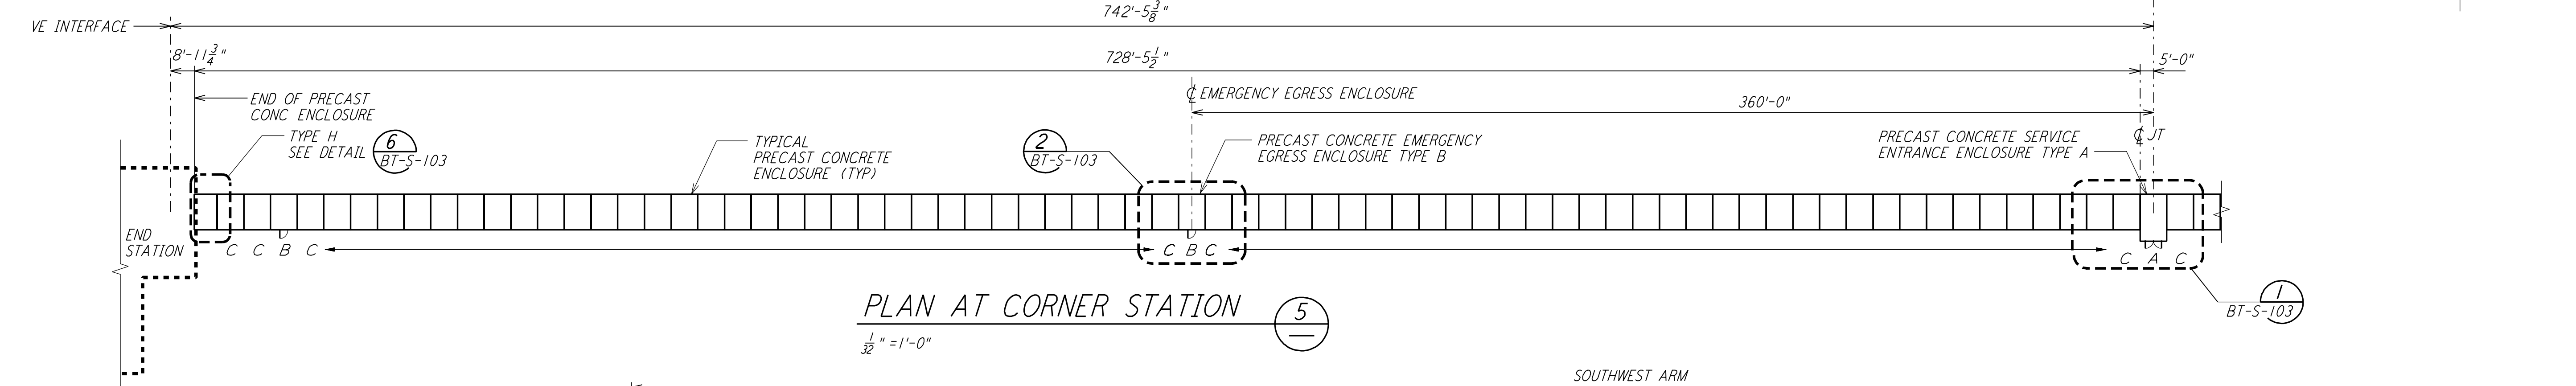 742'-5 3/8"
VE INTERFACE
8'-11 3/4"
728'-5 1/2"
5'-0"
END OF PRECAST
CONC ENCLOSURE
℄ EMERGENCY EGRESS ENCLOSURE
360'-0"
TYPE H
SEE DETAIL
6
BT-S-103
TYPICAL
PRECAST CONCRETE
ENCLOSURE (TYP)
2
BT-S-103
PRECAST CONCRETE EMERGENCY
EGRESS ENCLOSURE TYPE B
PRECAST CONCRETE SERVICE
ENTRANCE ENCLOSURE TYPE A
℄ JT
END
STATION
C C B C
C B C
C A C
PLAN AT CORNER STATION
5
1/32" =1'-0"
1
BT-S-103
SOUTHWEST ARM